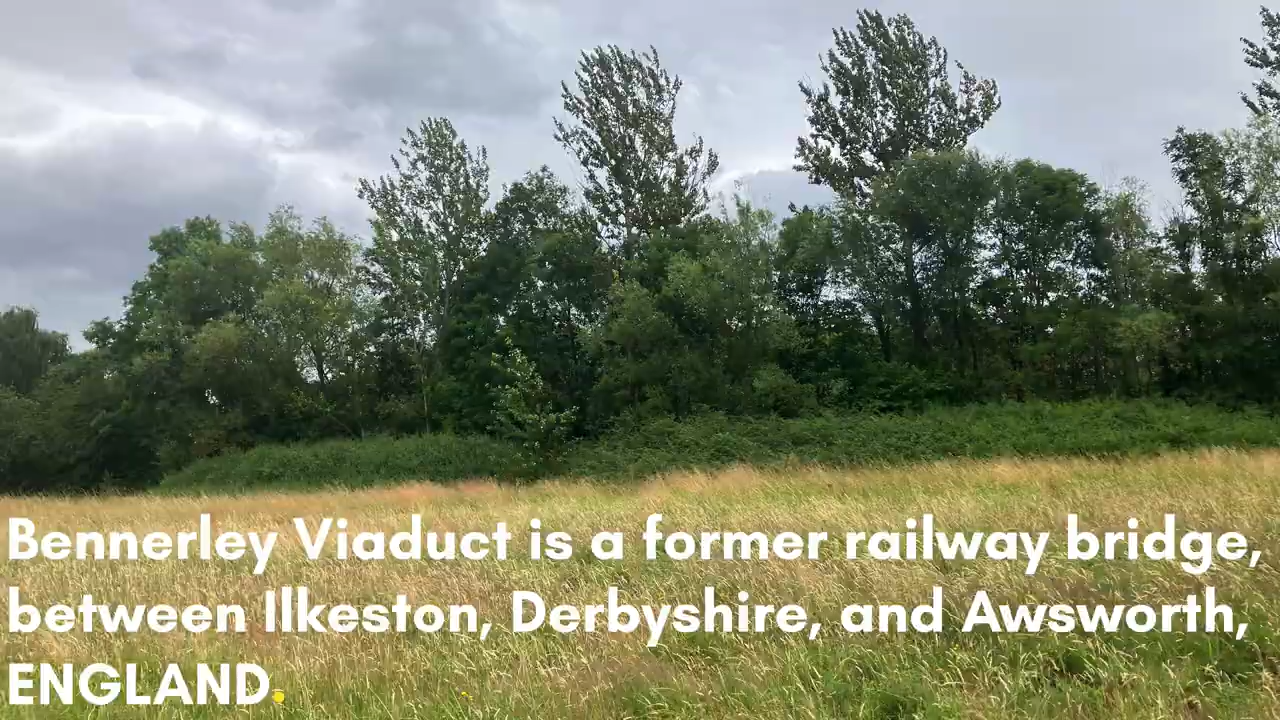 Bennerley Viaduct is a former railway bridge,
between Ilkeston, Derbyshire, and Awsworth,
ENGLAND.